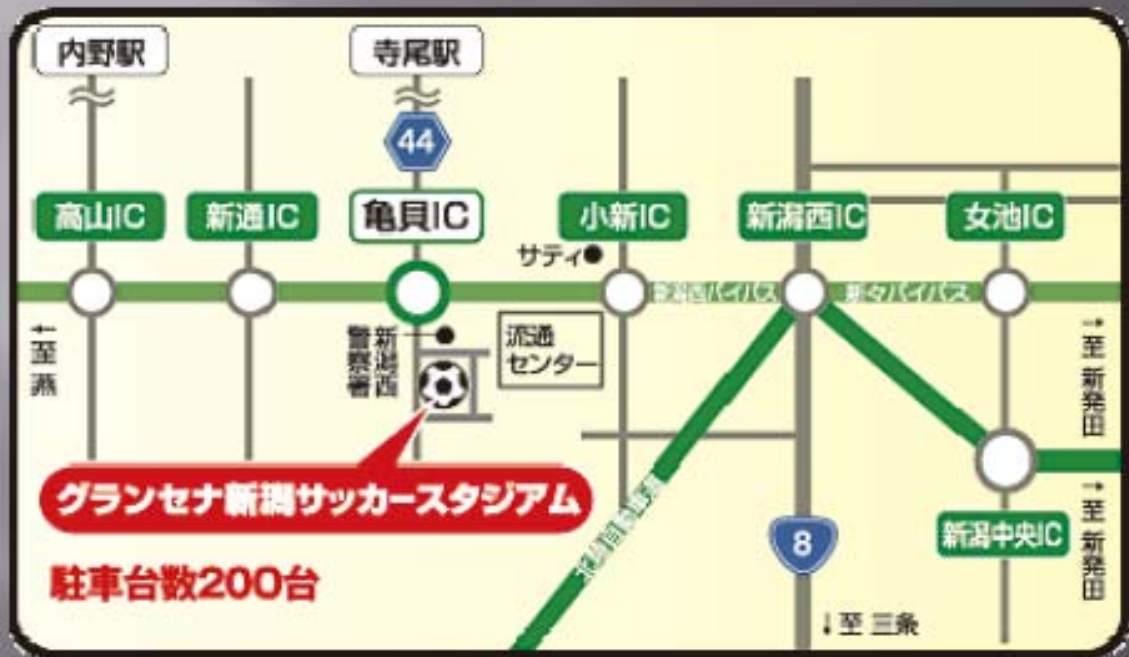 内野駅
寺尾駅
44
高山IC
新通IC
亀貝IC
小新IC
新潟西IC
女池IC
サティ
新潟西バイパス
新々バイパス
←至 燕
新潟西
警察署
流通
センター
→至 新発田
グランセナ新潟サッカースタジアム
駐車台数200台
8
新潟中央IC
→至 新発田
↓至 三条